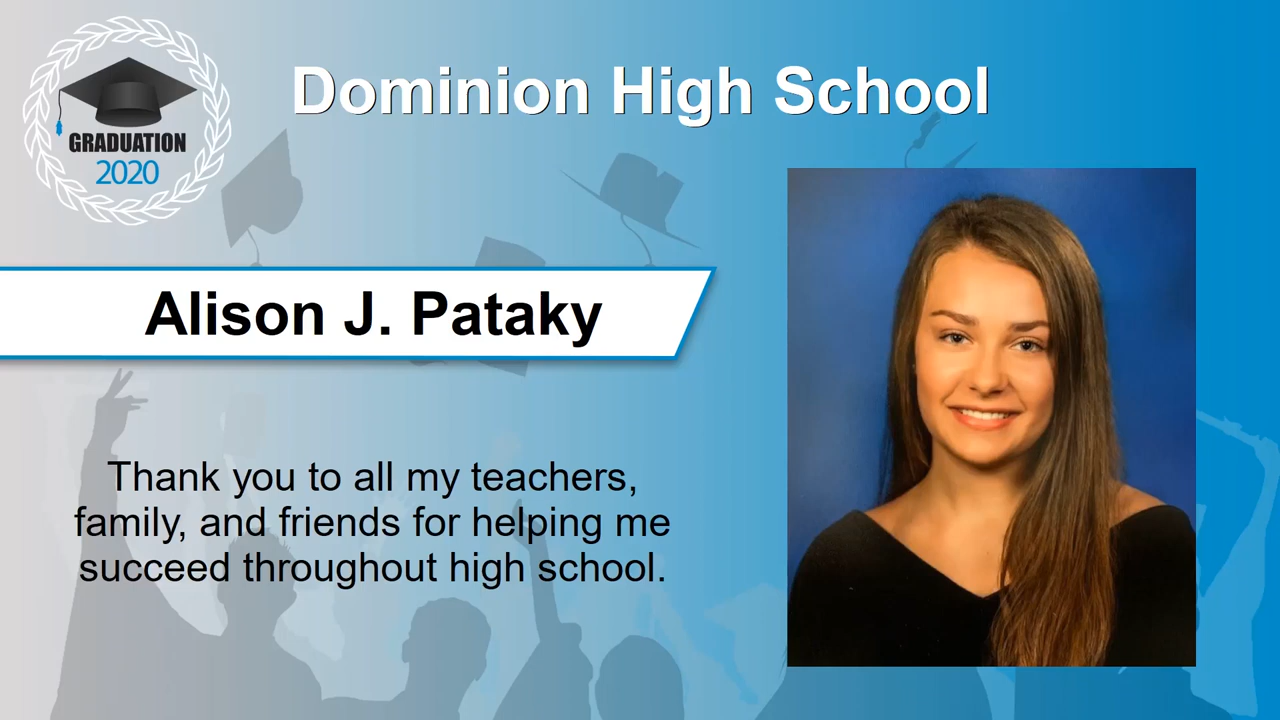 Dominion High School
GRADUATION
2020
Alison J. Pataky
Thank you to all my teachers,
family, and friends for helping me
succeed throughout high school.